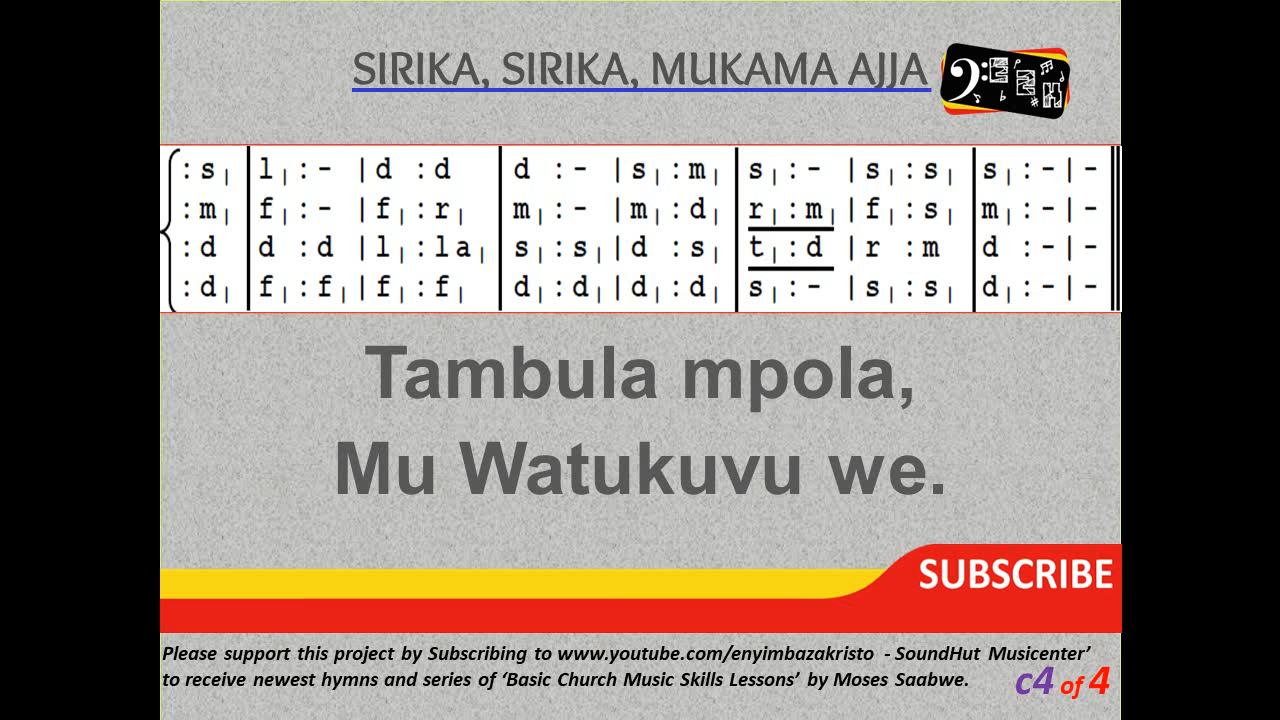 SIRIKA, SIRIKA, MUKAMA AJJA
:s| l|:- |d :d d :- |s|:m| s|:- |s|:s| s|:-|-
:m| f|:- |f|:r| m|:- |m|:d| r|:m| |f|:s| m|:-|-
:d d :d |l|:la| s|:s| |d :s| t|:d |r :m d :-|-
:d| f|:f| |f|:f| d|:d| |d|:d| s|:- |s|:s| d|:-|-
Tambula mpola,
Mu Watukuvu we.
SUBSCRIBE
Please support this project by Subscribing to www.youtube.com/enyimbazakristo - SoundHut Musicenter’
to receive newest hymns and series of ‘Basic Church Music Skills Lessons’ by Moses Saabwe.
c4 of 4